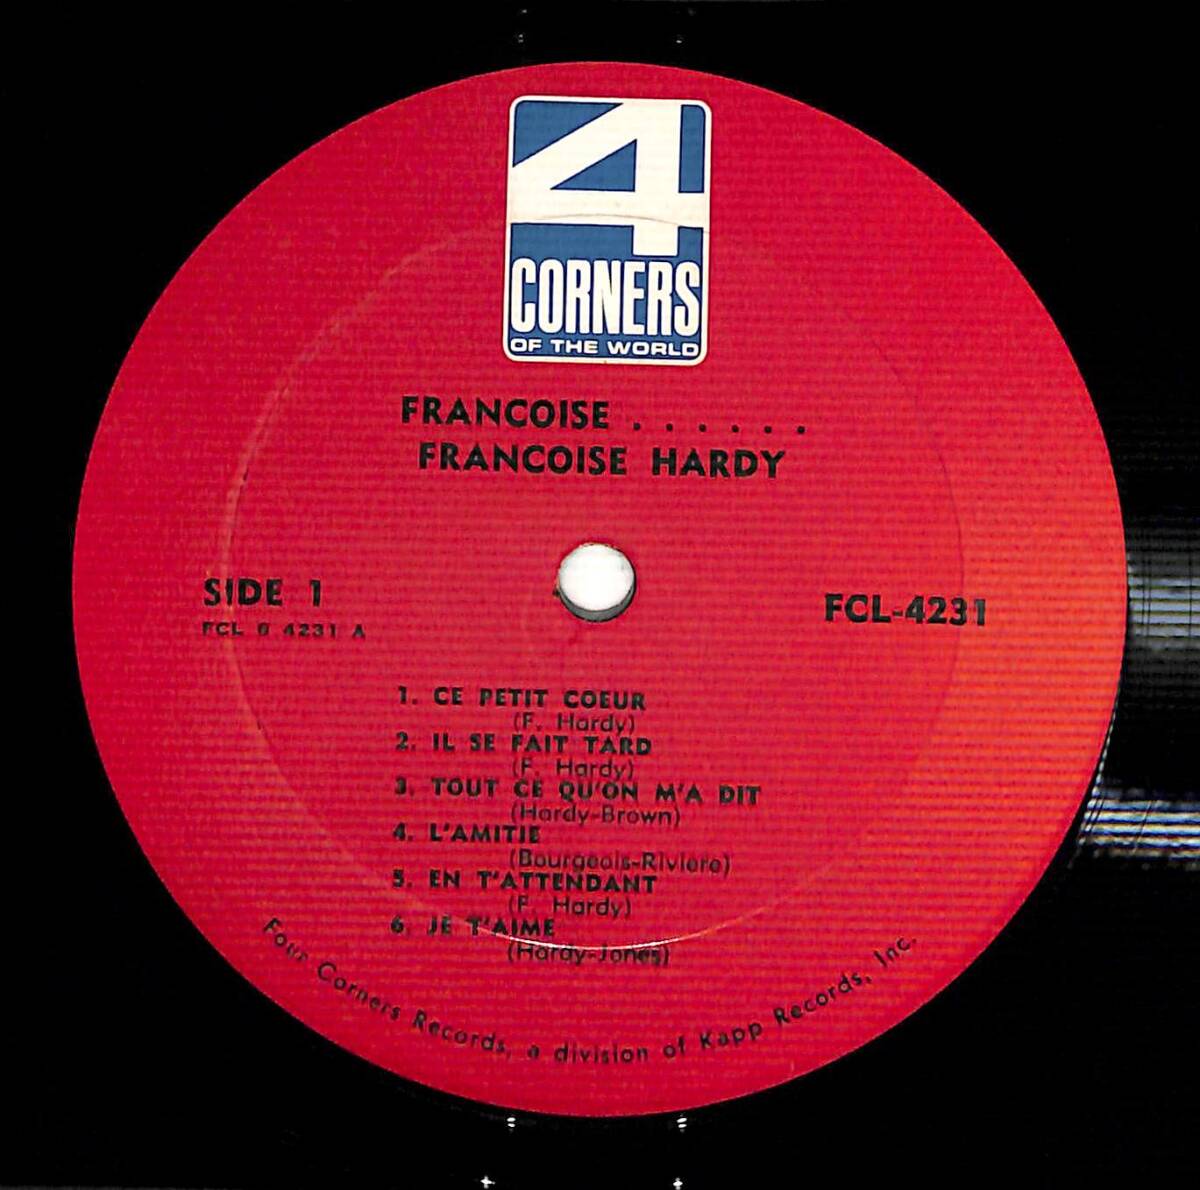 4
CORNERS
OF THE WORLD
FRANCOISE . . . . . .
FRANCOISE HARDY
SIDE 1
FCL-4231
FCL 6 4231 A
1. CE PETIT COEUR
(F. Hardy)
2. IL SE FAIT TARD
(F. Hardy)
3. TOUT CE QU'ON M'A DIT
(Hardy-Brown)
4. L'AMITIE
(Bourgeois-Riviere)
5. EN T'ATTENDANT
(F. Hardy)
6. JE T'AIME
(Hardy-Jones)
Four Corners Records, a division of Kapp Records, Inc.